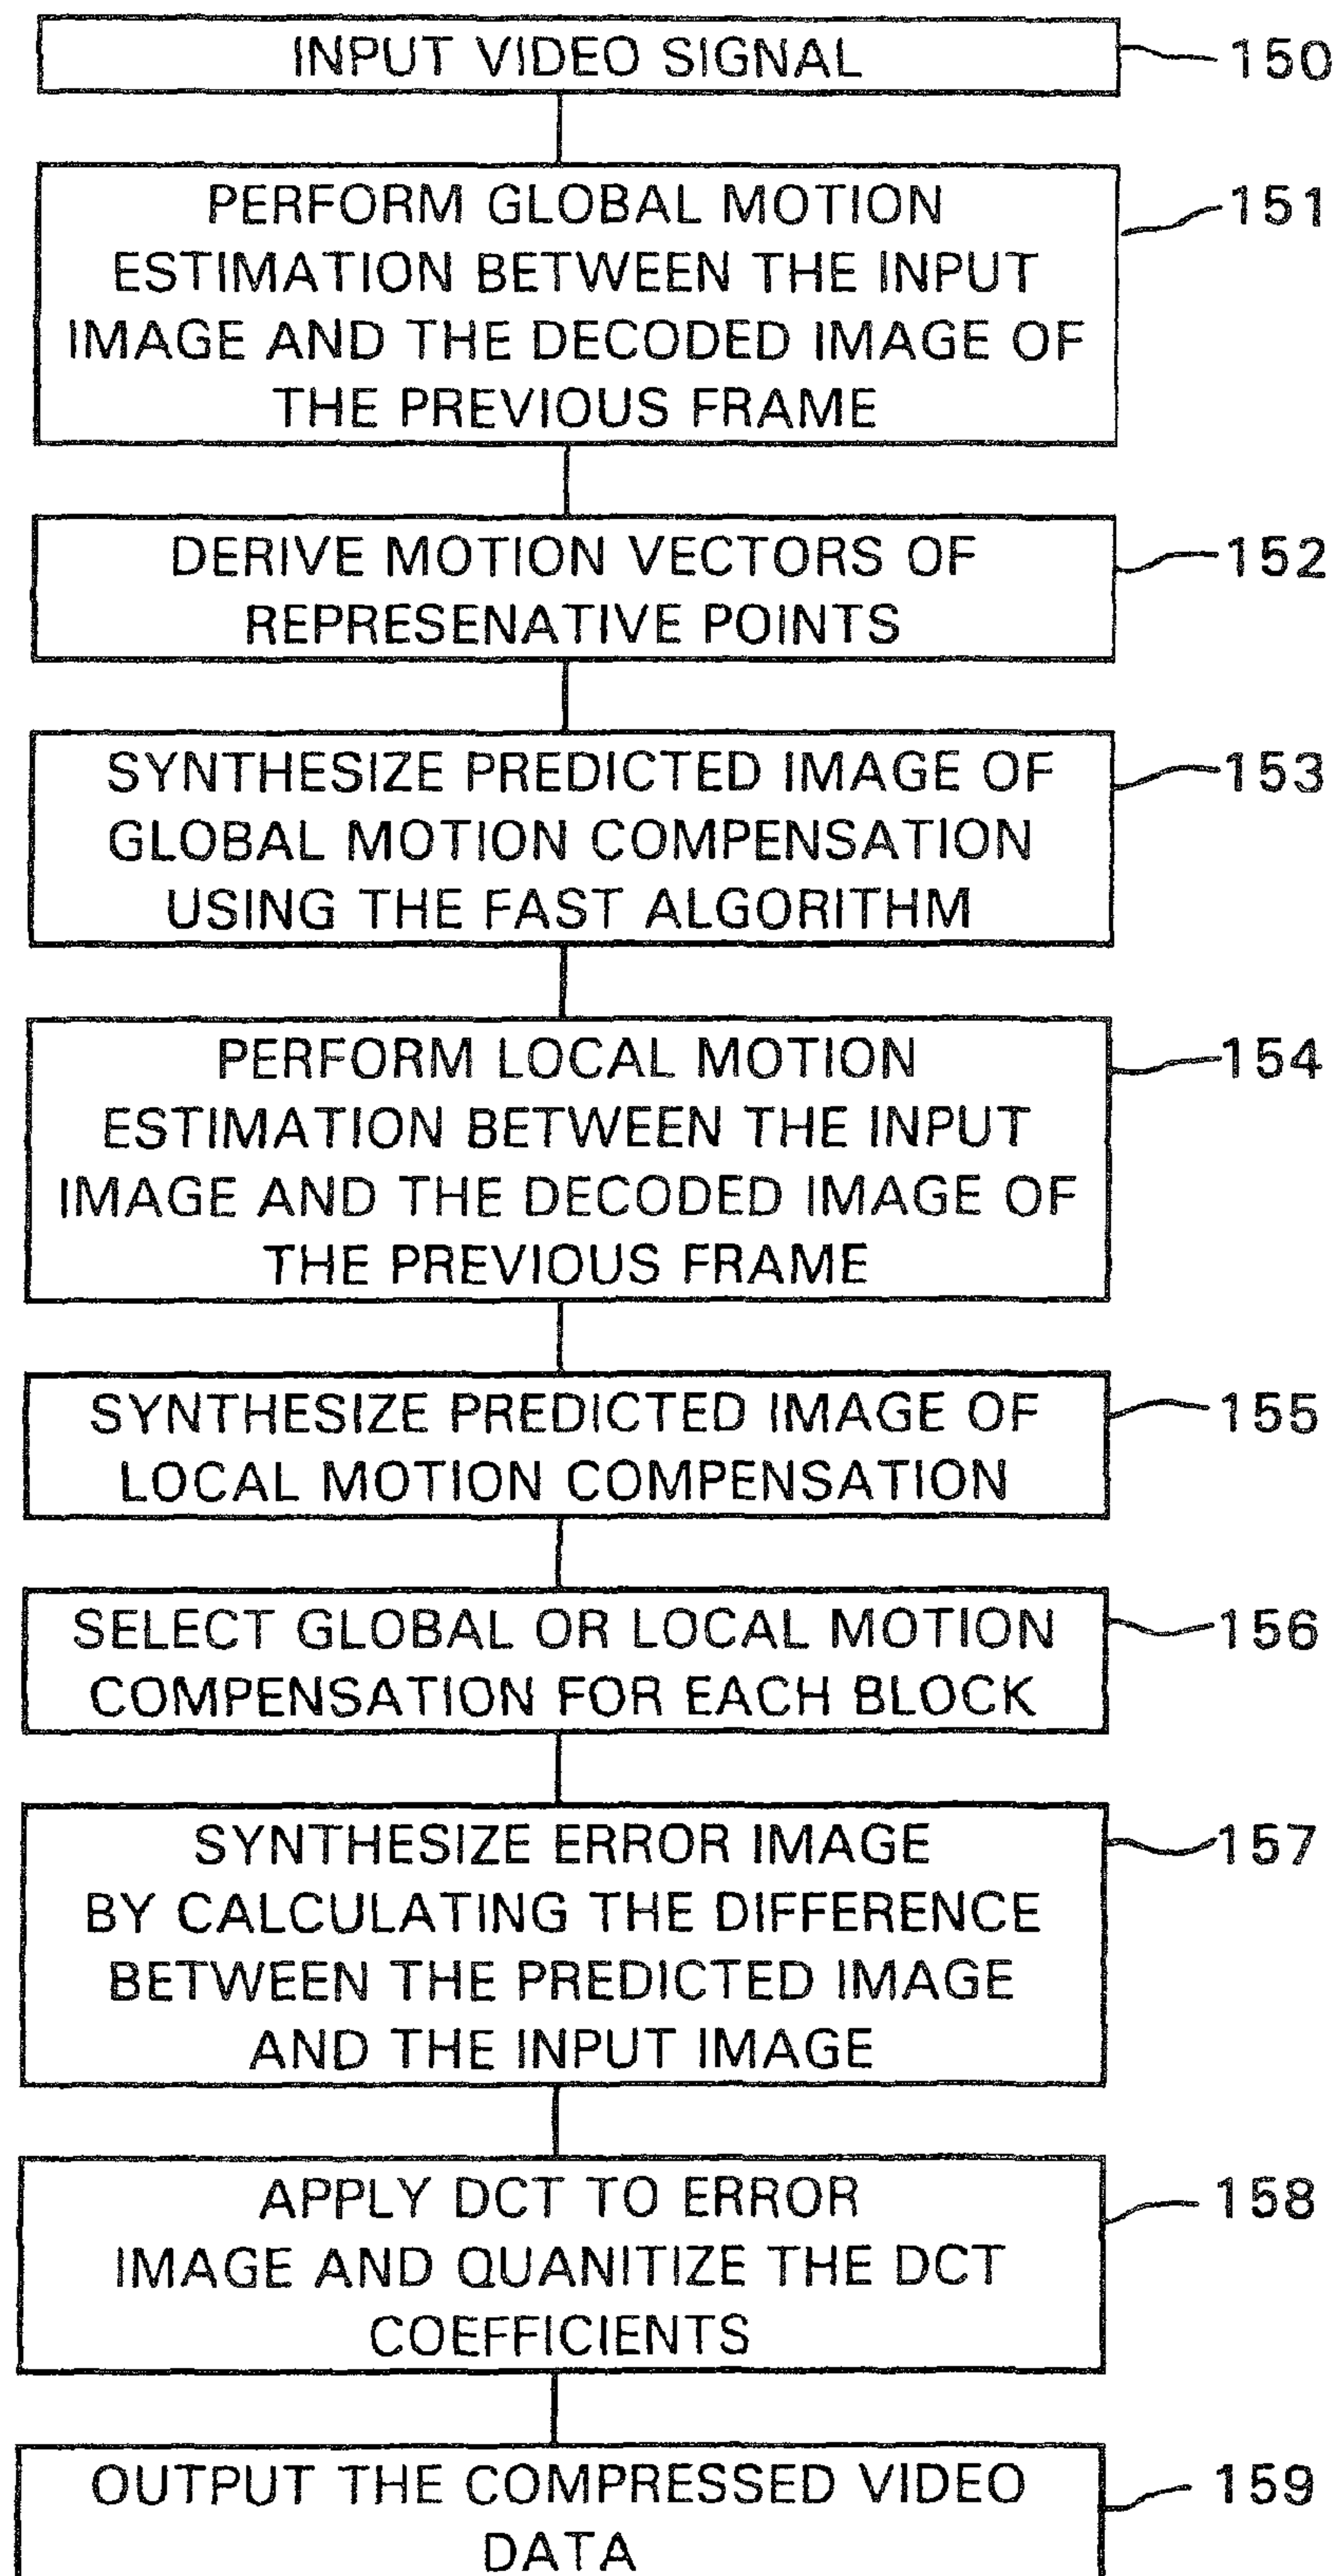 INPUT VIDEO SIGNAL
150
PERFORM GLOBAL MOTION
ESTIMATION BETWEEN THE INPUT
IMAGE AND THE DECODED IMAGE OF
THE PREVIOUS FRAME
151
DERIVE MOTION VECTORS OF
REPRESENATIVE POINTS
152
SYNTHESIZE PREDICTED IMAGE OF
GLOBAL MOTION COMPENSATION
USING THE FAST ALGORITHM
153
PERFORM LOCAL MOTION
ESTIMATION BETWEEN THE INPUT
IMAGE AND THE DECODED IMAGE OF
THE PREVIOUS FRAME
154
SYNTHESIZE PREDICTED IMAGE OF
LOCAL MOTION COMPENSATION
155
SELECT GLOBAL OR LOCAL MOTION
COMPENSATION FOR EACH BLOCK
156
SYNTHESIZE ERROR IMAGE
BY CALCULATING THE DIFFERENCE
BETWEEN THE PREDICTED IMAGE
AND THE INPUT IMAGE
157
APPLY DCT TO ERROR
IMAGE AND QUANITIZE THE DCT
COEFFICIENTS
158
OUTPUT THE COMPRESSED VIDEO
DATA
159